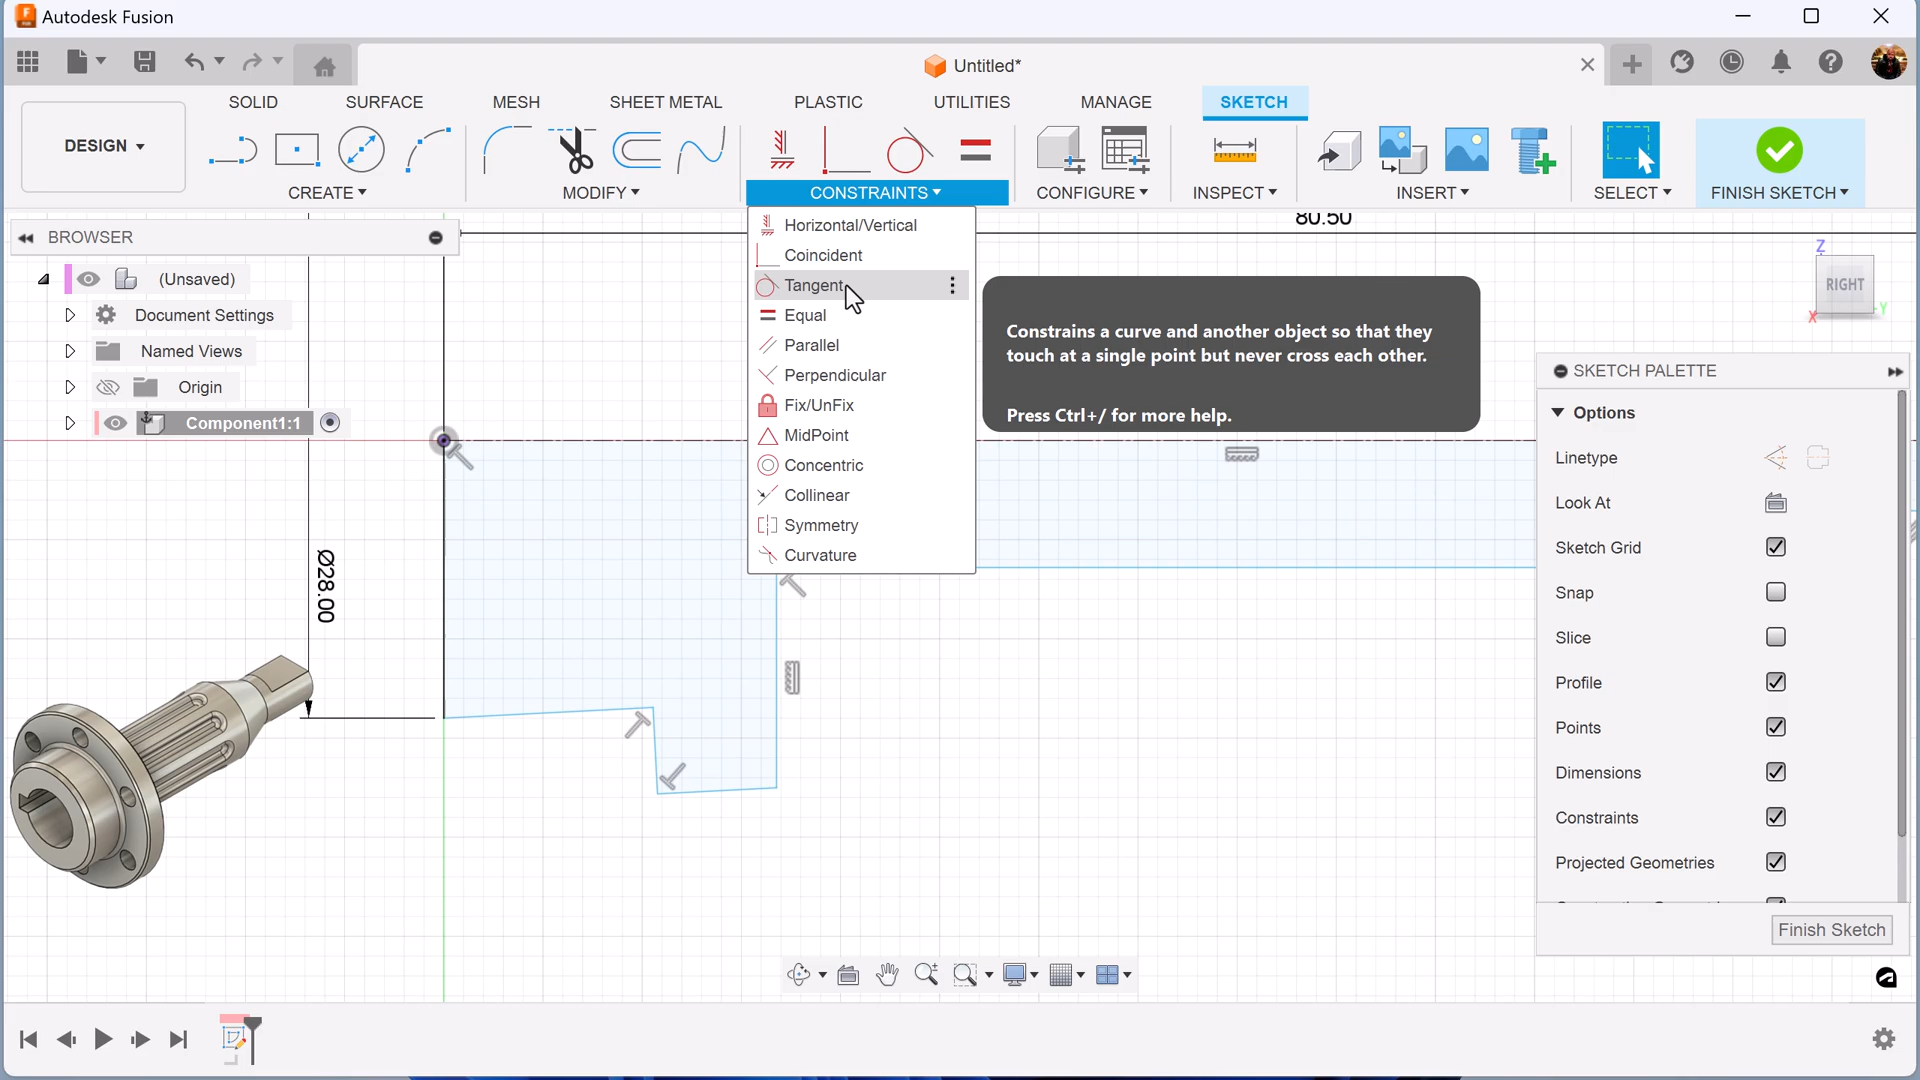 Autodesk Fusion
Untitled*
SOLID
SURFACE
MESH
SHEET METAL
PLASTIC
UTILITIES
MANAGE
SKETCH
DESIGN
CREATE
MODIFY
CONSTRAINTS
CONFIGURE
INSPECT
INSERT
SELECT
FINISH SKETCH
BROWSER
(Unsaved)
Document Settings
Named Views
Origin
Component1:1
Horizontal/Vertical
Coincident
Tangent
Equal
Parallel
Perpendicular
Fix/UnFix
MidPoint
Concentric
Collinear
Symmetry
Curvature
Constrains a curve and another object so that they
touch at a single point but never cross each other.
Press Ctrl+/ for more help.
80.50
Ø28.00
Z
RIGHT
X
Y
SKETCH PALETTE
Options
Linetype
Look At
Sketch Grid
Snap
Slice
Profile
Points
Dimensions
Constraints
Projected Geometries
Finish Sketch